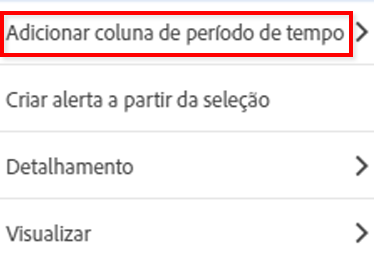 Adicionar coluna de período de tempo
Criar alerta a partir da seleção
Detalhamento
Visualizar